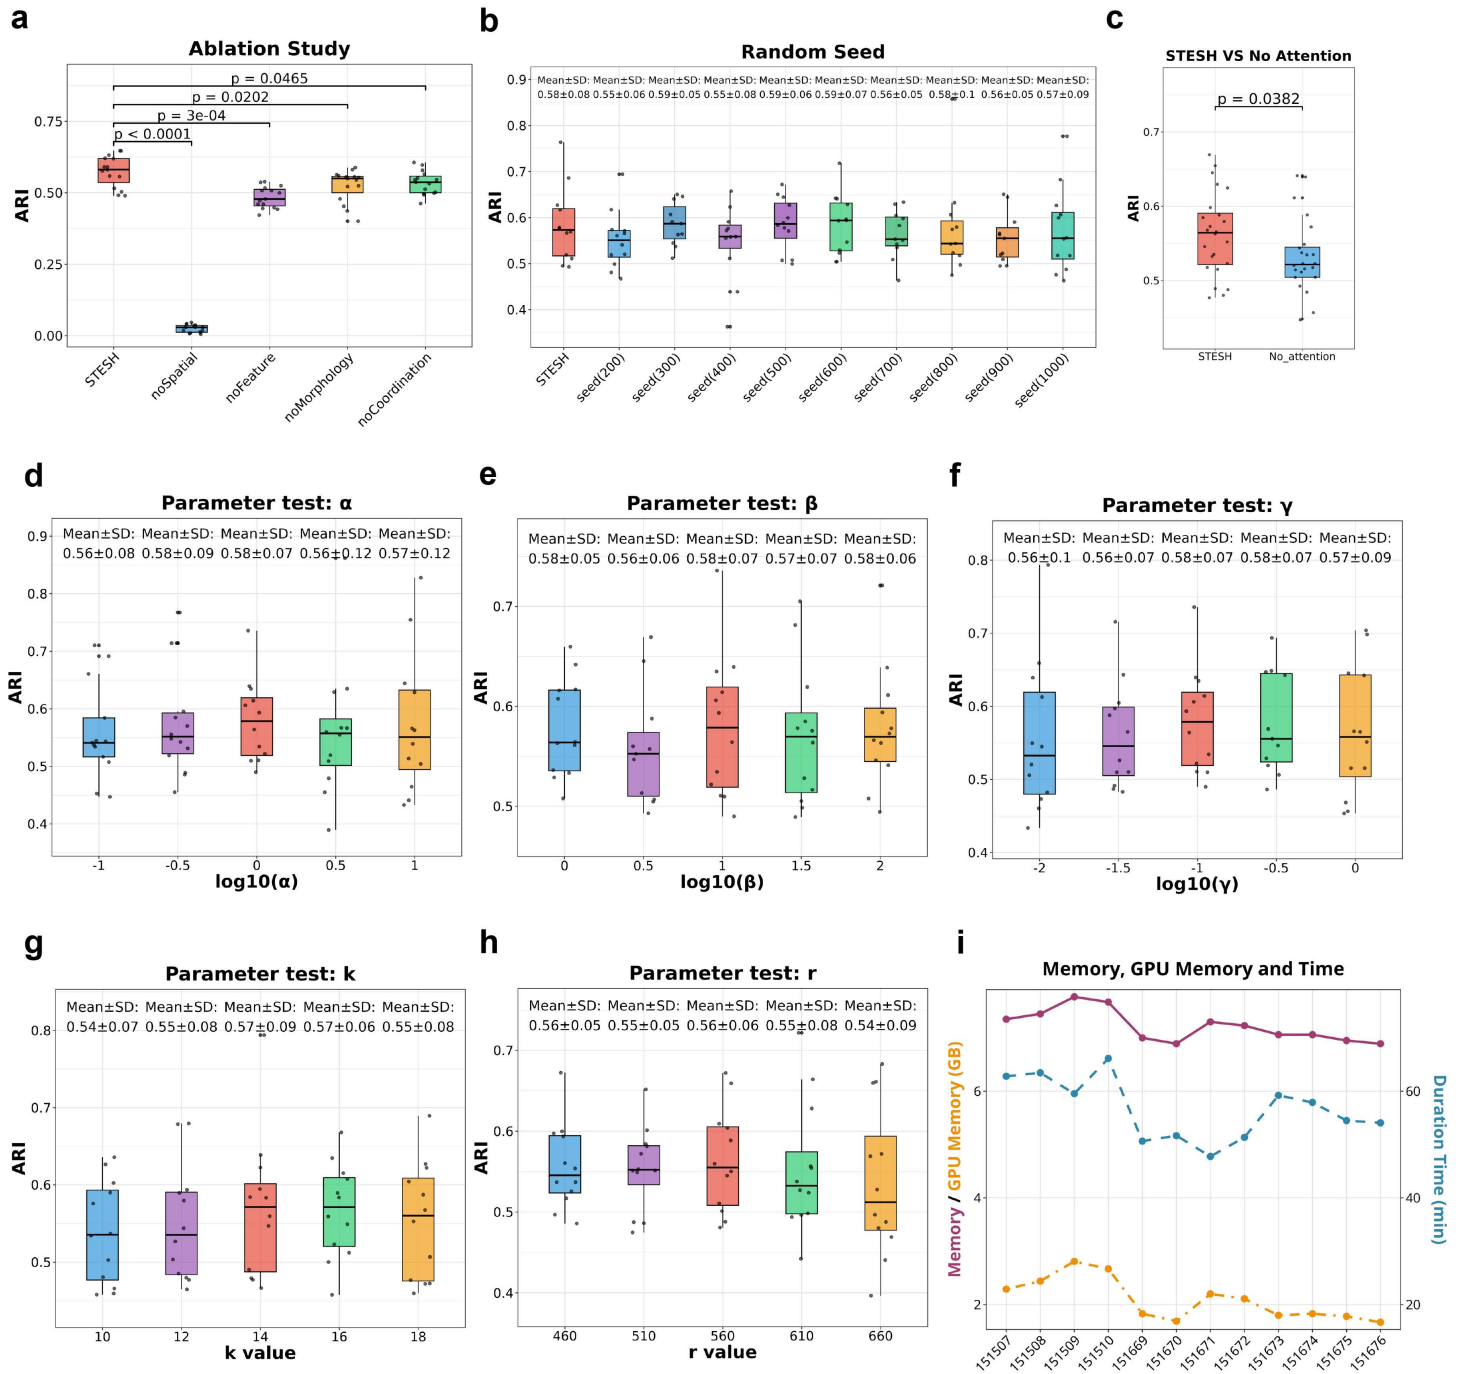 a
Ablation Study
p = 0.0465
p = 0.0202
p = 3e-04
p < 0.0001
0.75
0.50
0.25
0.00
ARI
STESH
noSpatial
noFeature
noMorphology
noCoordination
b
Random Seed
Mean±SD: Mean±SD: Mean±SD: Mean±SD: Mean±SD: Mean±SD: Mean±SD: Mean±SD: Mean±SD: Mean±SD:
0.58±0.08 0.55±0.06 0.59±0.05 0.55±0.08 0.59±0.06 0.59±0.07 0.56±0.05 0.58±0.1 0.56±0.05 0.57±0.09
0.9
0.8
0.7
0.6
0.5
0.4
ARI
STESH
seed(200)
seed(300)
seed(400)
seed(500)
seed(600)
seed(700)
seed(800)
seed(900)
seed(1000)
c
STESH VS No Attention
p = 0.0382
0.7
0.6
0.5
ARI
STESH No_attention
d
Parameter test: α
Mean±SD: Mean±SD: Mean±SD: Mean±SD: Mean±SD:
0.56±0.08 0.58±0.09 0.58±0.07 0.56±0.12 0.57±0.12
0.9
0.8
0.7
0.6
0.5
0.4
ARI
-1 -0.5 0 0.5 1
log10(α)
e
Parameter test: β
Mean±SD: Mean±SD: Mean±SD: Mean±SD: Mean±SD:
0.58±0.05 0.56±0.06 0.58±0.07 0.57±0.07 0.58±0.06
0.7
0.6
0.5
ARI
0 0.5 1 1.5 2
log10(β)
f
Parameter test: γ
Mean±SD: Mean±SD: Mean±SD: Mean±SD: Mean±SD:
0.56±0.1 0.56±0.07 0.58±0.07 0.58±0.07 0.57±0.09
0.8
0.7
0.6
0.5
0.4
ARI
-2 -1.5 -1 -0.5 0
log10(γ)
g
Parameter test: k
Mean±SD: Mean±SD: Mean±SD: Mean±SD: Mean±SD:
0.54±0.07 0.55±0.08 0.57±0.09 0.57±0.06 0.55±0.08
0.8
0.7
0.6
0.5
ARI
10 12 14 16 18
k value
h
Parameter test: r
Mean±SD: Mean±SD: Mean±SD: Mean±SD: Mean±SD:
0.56±0.05 0.55±0.05 0.56±0.06 0.55±0.08 0.54±0.09
0.7
0.6
0.5
0.4
ARI
460 510 560 610 660
r value
i
Memory, GPU Memory and Time
6
4
2
Memory / GPU Memory (GB)
60
40
20
Duration Time (min)
151507
151508
151509
151510
151669
151670
151671
151672
151673
151674
151675
151676